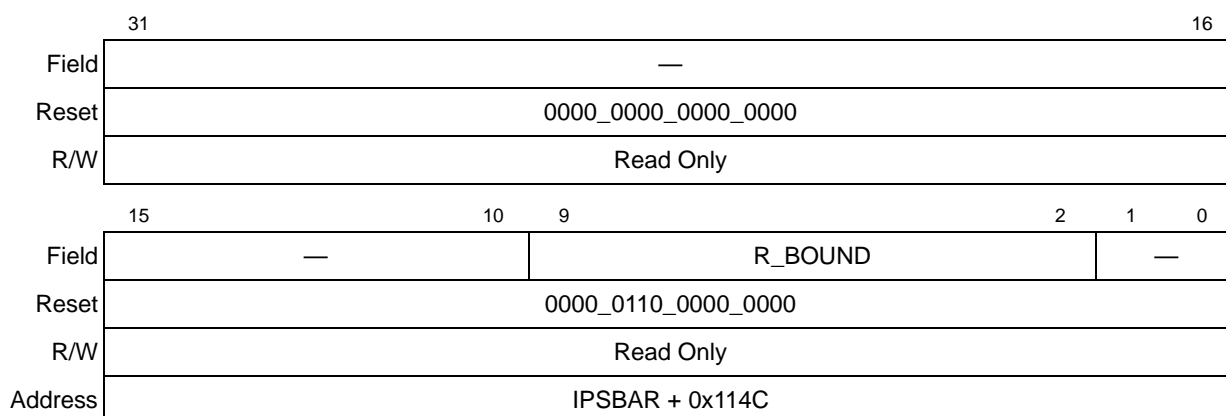 31 16
Field —
Reset 0000_0000_0000_0000
R/W Read Only
15 10 9 2 1 0
Field — R_BOUND —
Reset 0000_0110_0000_0000
R/W Read Only
Address IPSBAR + 0x114C